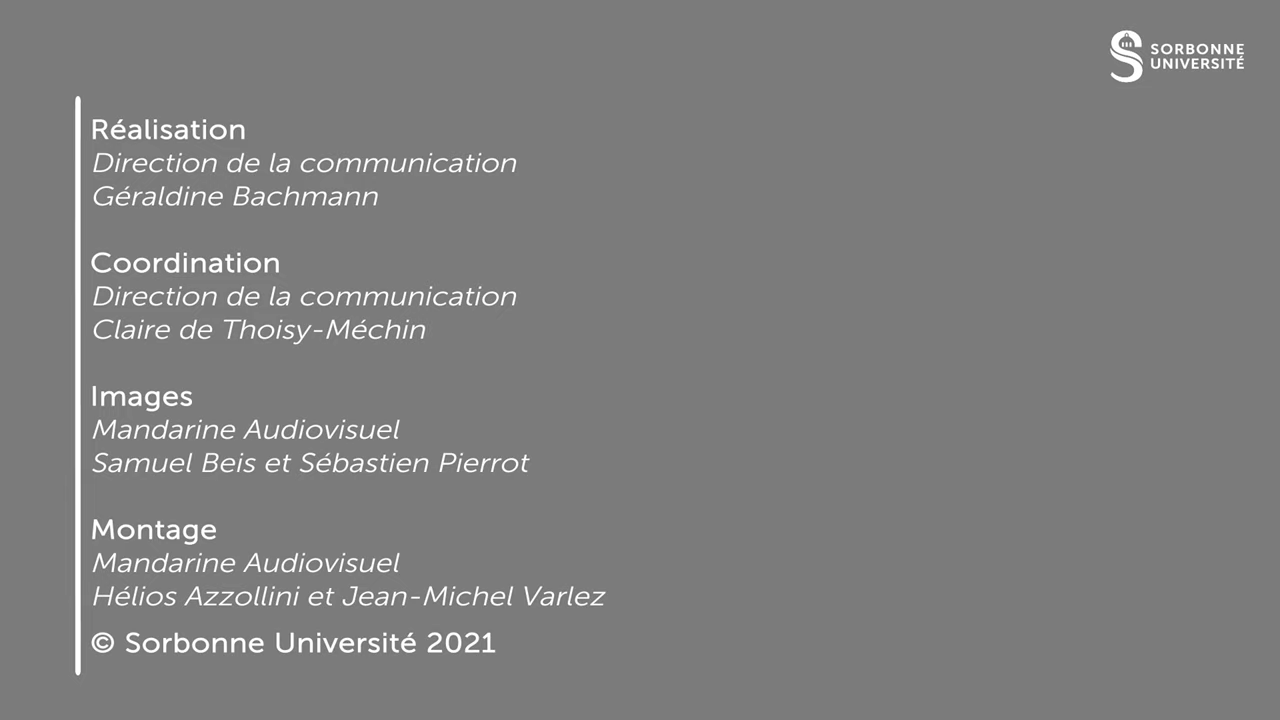 SORBONNE
UNIVERSITÉ
Réalisation
Direction de la communication
Géraldine Bachmann
Coordination
Direction de la communication
Claire de Thoisy-Méchin
Images
Mandarine Audiovisuel
Samuel Beis et Sébastien Pierrot
Montage
Mandarine Audiovisuel
Hélios Azzollini et Jean-Michel Varlez
© Sorbonne Université 2021